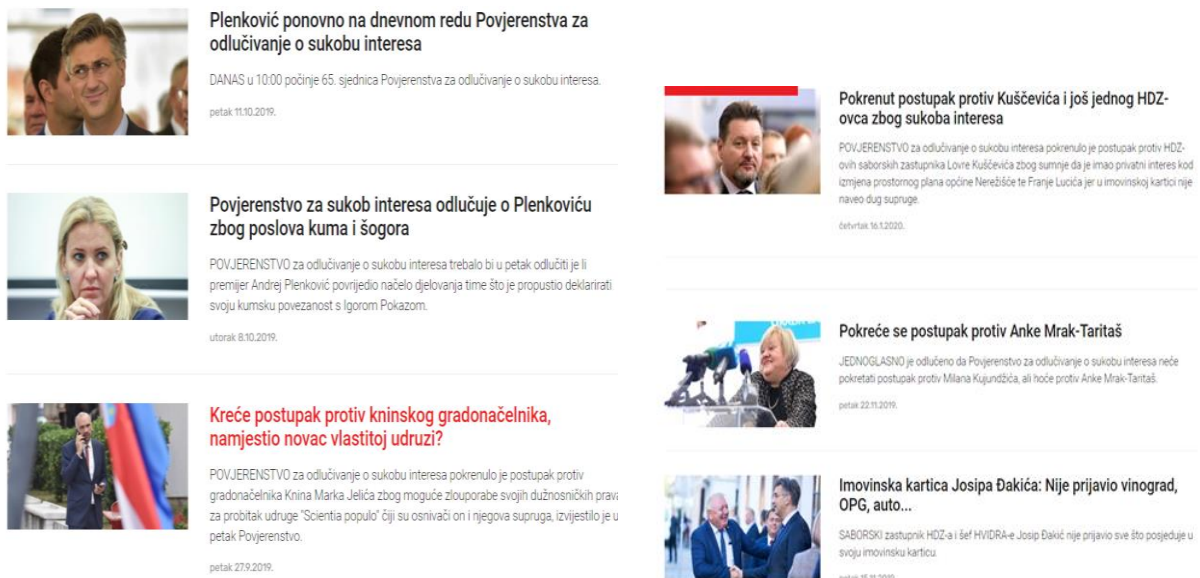 Plenković ponovno na dnevnom redu Povjerenstva za
odlučivanje o sukobu interesa
DANAS u 10:00 počinje 65. sjednica Povjerenstva za odlučivanje o sukobu interesa.
petak 11.10.2019.
Povjerenstvo za sukob interesa odlučuje o Plenkoviću
zbog poslova kuma i šogora
POVJERENSTVO za odlučivanje o sukobu interesa trebalo bi u petak odlučiti je li
premijer Andrej Plenković povrijedio načelo djelovanja time što je propustio deklarirati
svoju kumsku povezanost s Igorom Pokazom.
utorak 8.10.2019.
Kreće postupak protiv kninskog gradonačelnika,
namjestio novac vlastitoj udruzi?
POVJERENSTVO za odlučivanje o sukobu interesa pokrenulo je postupak protiv
gradonačelnika Knina Marka Jelića zbog moguće zlouporabe svojih dužnosničkih prava
za probitak udruge "Scientia populo" čiji su osnivači on i njegova supruga, izvijestilo je u
petak Povjerenstvo.
petak 27.9.2019.
Pokrenut postupak protiv Kuščevića i još jednog HDZ-
ovca zbog sukoba interesa
POVJERENSTVO za odlučivanje o sukobu interesa pokrenulo je postupak protiv HDZ-
ovih saborskih zastupnika Lovre Kuščevića zbog sumnje da je imao privatni interes kod
izmjena prostornog plana općine Nerežišće te Franje Lucića jer u imovinskoj kartici nije
naveo dug supruge.
četvrtak 16.1.2020.
Pokreće se postupak protiv Anke Mrak-Taritaš
JEDNOGLASNO je odlučeno da Povjerenstvo za odlučivanje o sukobu interesa neće
pokretati postupak protiv Milana Kujundžića, ali hoće protiv Anke Mrak-Taritaš.
petak 22.11.2019.
Imovinska kartica Josipa Đakića: Nije prijavio vinograd,
OPG, auto...
SABORSKI zastupnik HDZ-a i šef HVIDRA-e Josip Đakić nije prijavio sve što posjeduje u
svoju imovinsku karticu.
petak 15.11.2019.